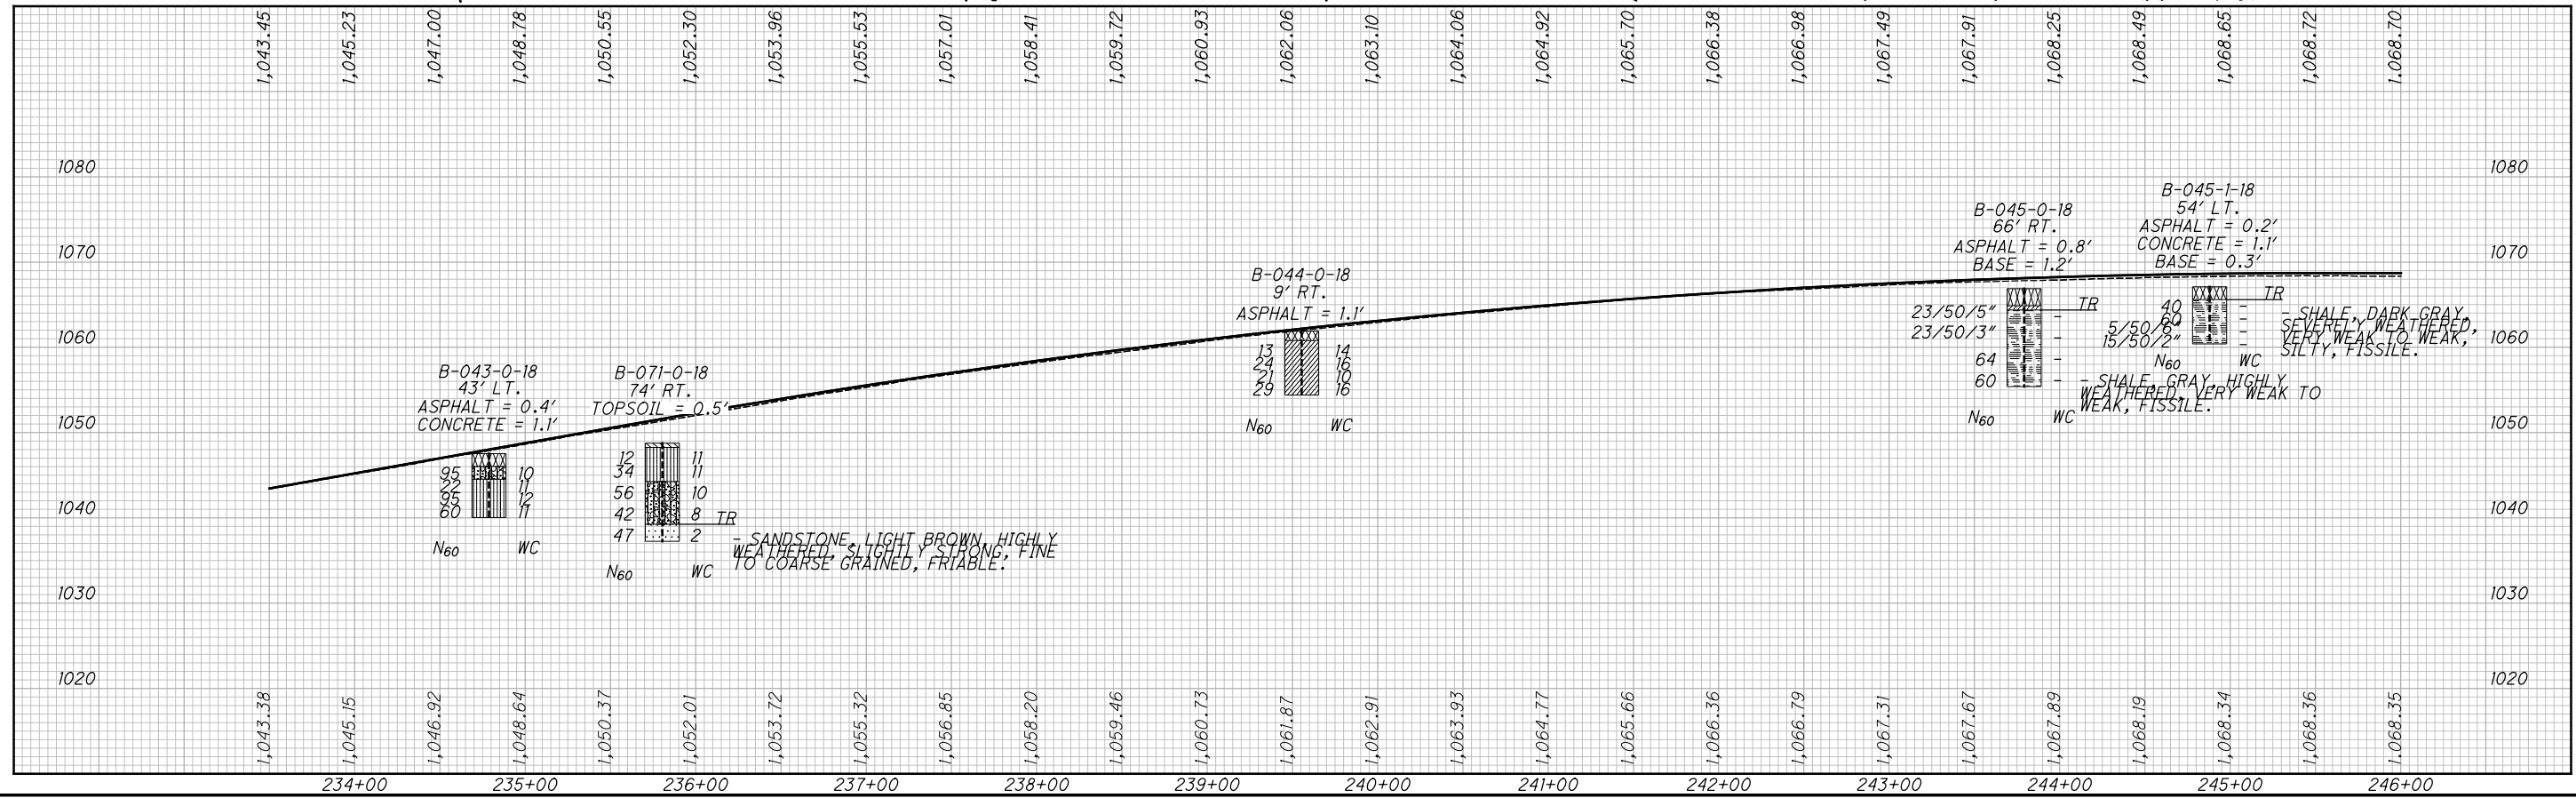 1,043.45 1,045.23 1,047.00 1,048.78 1,050.55 1,052.30 1,053.96 1,055.53 1,057.01 1,058.41 1,059.72 1,060.93 1,062.06 1,063.10 1,064.06 1,064.92 1,065.70 1,066.38 1,066.98 1,067.49 1,067.91 1,068.25 1,068.49 1,068.65 1,068.72 1,068.70
1080 1080
1070 1070
1060 1060
1050 1050
1040 1040
1030 1030
1020 1020
B-043-0-18
43' LT.
ASPHALT = 0.4'
CONCRETE = 1.1'
95 10
22 11
95 12
60 11
N60 WC
B-071-0-18
74' RT.
TOPSOIL = 0.5'
12 11
34 11
56 10
42 8 TR
47 2
- SANDSTONE, LIGHT BROWN, HIGHLY
WEATHERED, SLIGHTLY STRONG, FINE
TO COARSE GRAINED, FRIABLE.
N60 WC
B-044-0-18
9' RT.
ASPHALT = 1.1'
13 14
24 16
21 10
29 16
N60 WC
B-045-0-18
66' RT.
ASPHALT = 0.8'
BASE = 1.2'
TR
23/50/5" -
23/50/3" -
64 -
60 -
- SHALE, GRAY, HIGHLY
WEATHERED, VERY WEAK TO
WEAK, FISSILE.
N60 WC
B-045-1-18
54' LT.
ASPHALT = 0.2'
CONCRETE = 1.1'
BASE = 0.3'
TR
40 -
60 -
5/50/6" -
15/50/2" -
- SHALE, DARK GRAY,
SEVERELY WEATHERED,
VERY WEAK TO WEAK,
SILTY, FISSILE.
N60 WC
1,043.38 1,045.15 1,046.92 1,048.64 1,050.37 1,052.01 1,053.72 1,055.32 1,056.85 1,058.20 1,059.46 1,060.73 1,061.87 1,062.91 1,063.93 1,064.77 1,065.66 1,066.36 1,066.79 1,067.31 1,067.67 1,067.89 1,068.19 1,068.34 1,068.36 1,068.35
234+00 235+00 236+00 237+00 238+00 239+00 240+00 241+00 242+00 243+00 244+00 245+00 246+00